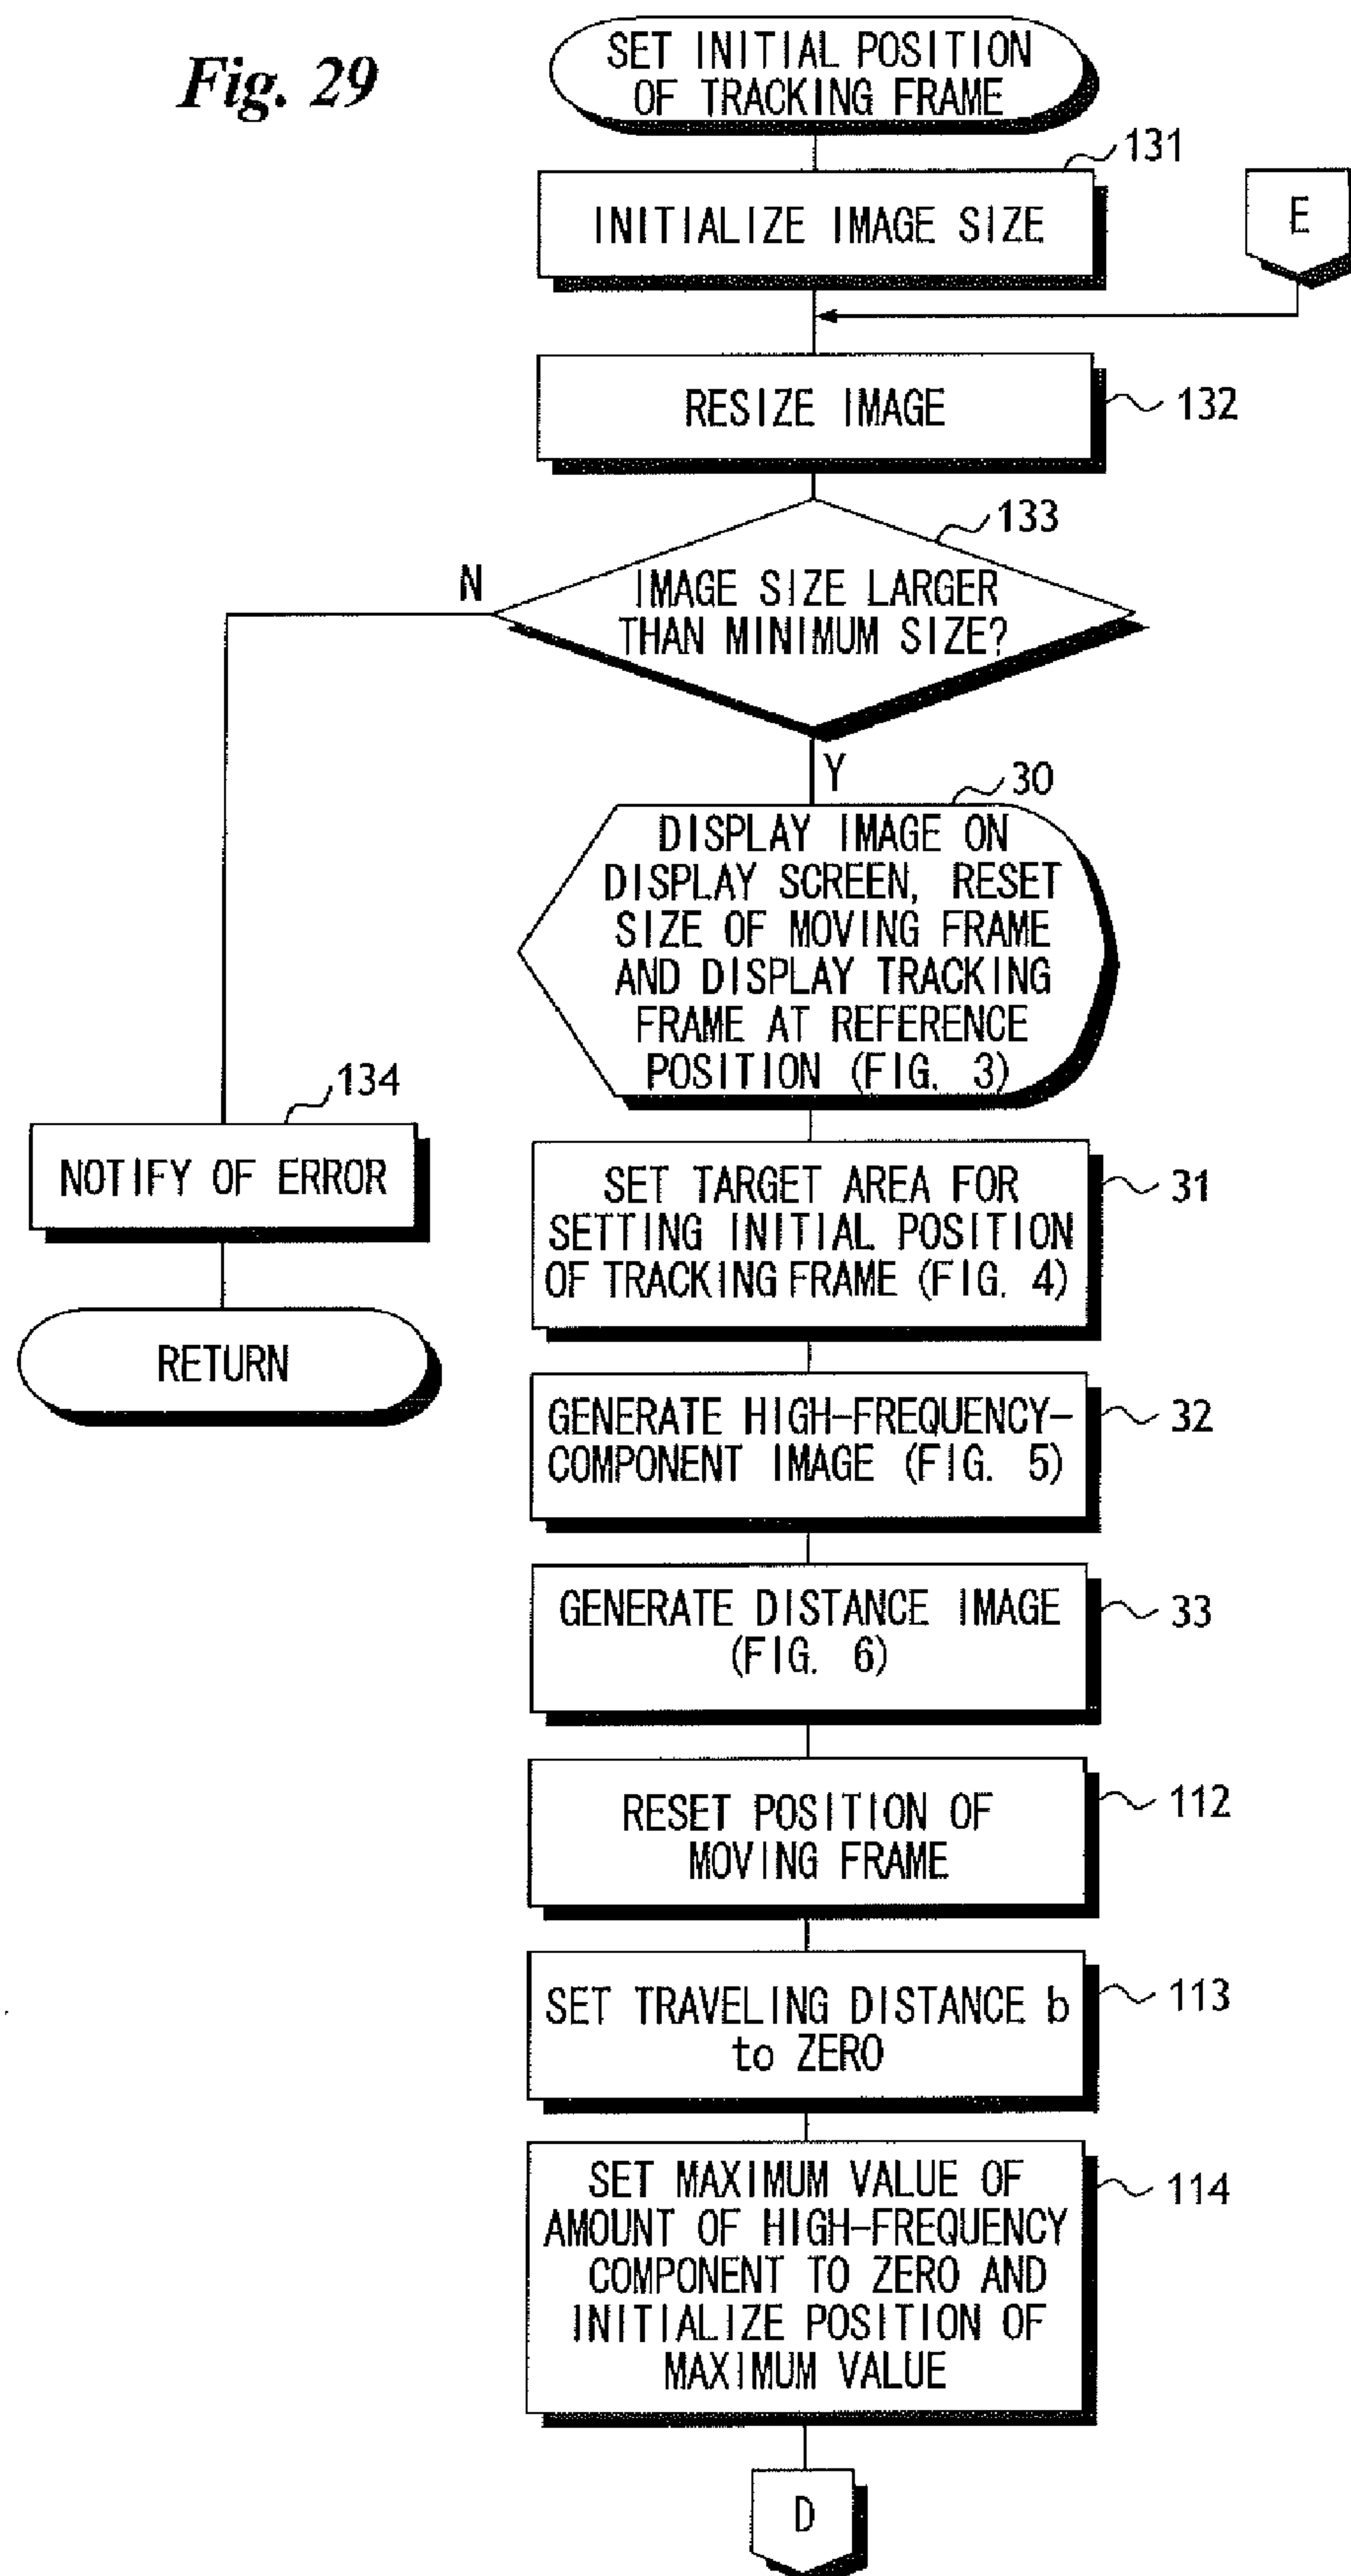 Fig. 29
SET INITIAL POSITION
OF TRACKING FRAME
131
INITIALIZE IMAGE SIZE
E
RESIZE IMAGE
132
133
N
IMAGE SIZE LARGER
THAN MINIMUM SIZE?
Y
30
DISPLAY IMAGE ON
DISPLAY SCREEN, RESET
SIZE OF MOVING FRAME
AND DISPLAY TRACKING
FRAME AT REFERENCE
POSITION (FIG. 3)
134
NOTIFY OF ERROR
RETURN
SET TARGET AREA FOR
SETTING INITIAL POSITION
OF TRACKING FRAME (FIG. 4)
31
GENERATE HIGH-FREQUENCY-
COMPONENT IMAGE (FIG. 5)
32
GENERATE DISTANCE IMAGE
(FIG. 6)
33
RESET POSITION OF
MOVING FRAME
112
SET TRAVELING DISTANCE b
to ZERO
113
SET MAXIMUM VALUE OF
AMOUNT OF HIGH-FREQUENCY
COMPONENT TO ZERO AND
INITIALIZE POSITION OF
MAXIMUM VALUE
114
D